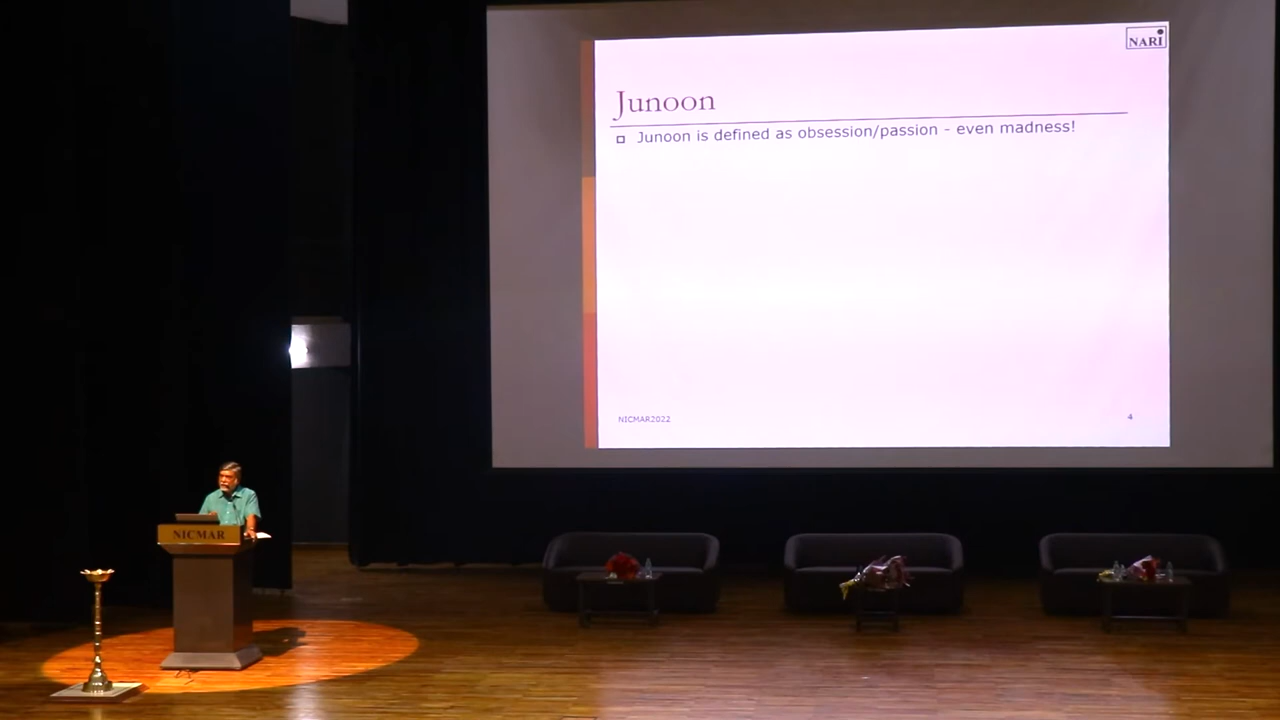 NARI
Junoon
Junoon is defined as obsession/passion - even madness!
NICMAR2022
4
NICMAR